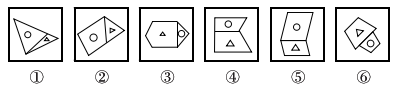 ① ② ③ ④ ⑤ ⑥